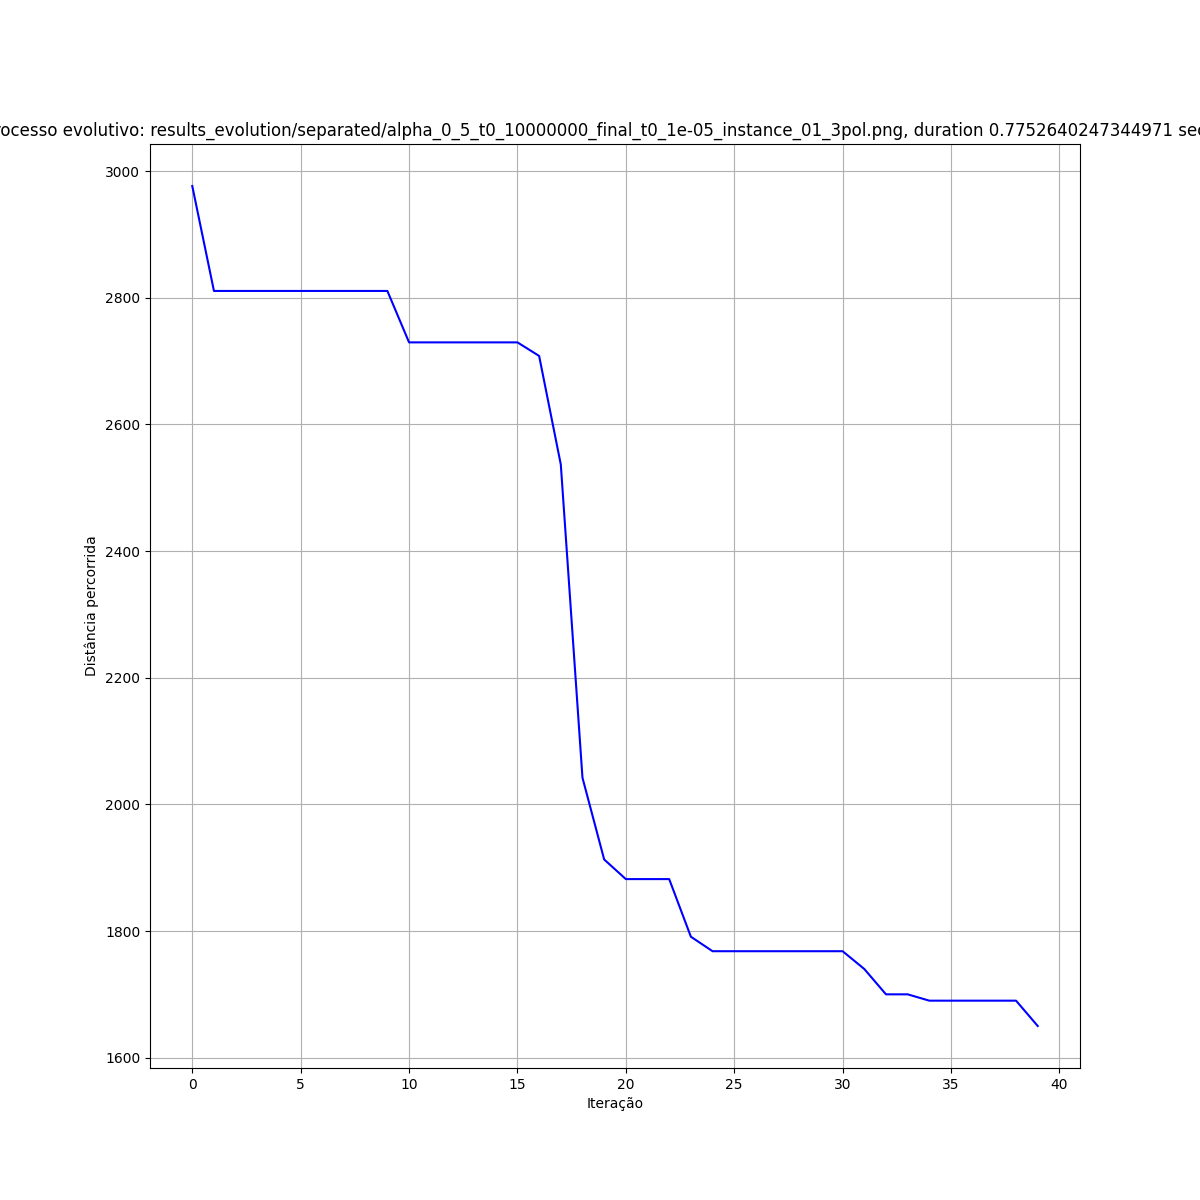 ocesso evolutivo: results_evolution/separated/alpha_0_5_t0_10000000_final_t0_1e-05_instance_01_3pol.png, duration 0.7752640247344971 se
3000
2800
2600
2400
2200
2000
1800
1600
Distância percorrida
0 5 10 15 20 25 30 35 40
Iteração